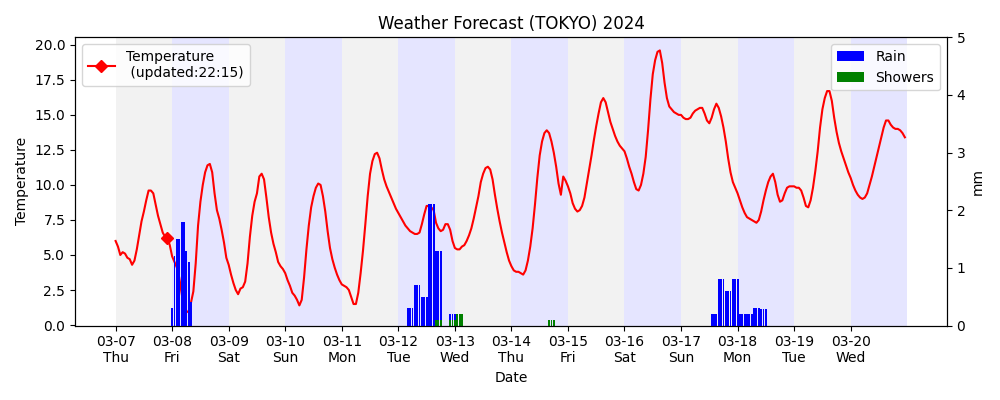 Weather Forecast (TOKYO) 2024
Temperature
(updated:22:15)
Rain
Showers
Temperature
20.0
17.5
15.0
12.5
10.0
7.5
5.0
2.5
0.0
5
4
3
2
1
0
mm
03-07 03-08 03-09 03-10 03-11 03-12 03-13 03-14 03-15 03-16 03-17 03-18 03-19 03-20
Thu Fri Sat Sun Mon Tue Wed Thu Fri Sat Sun Mon Tue Wed
Date